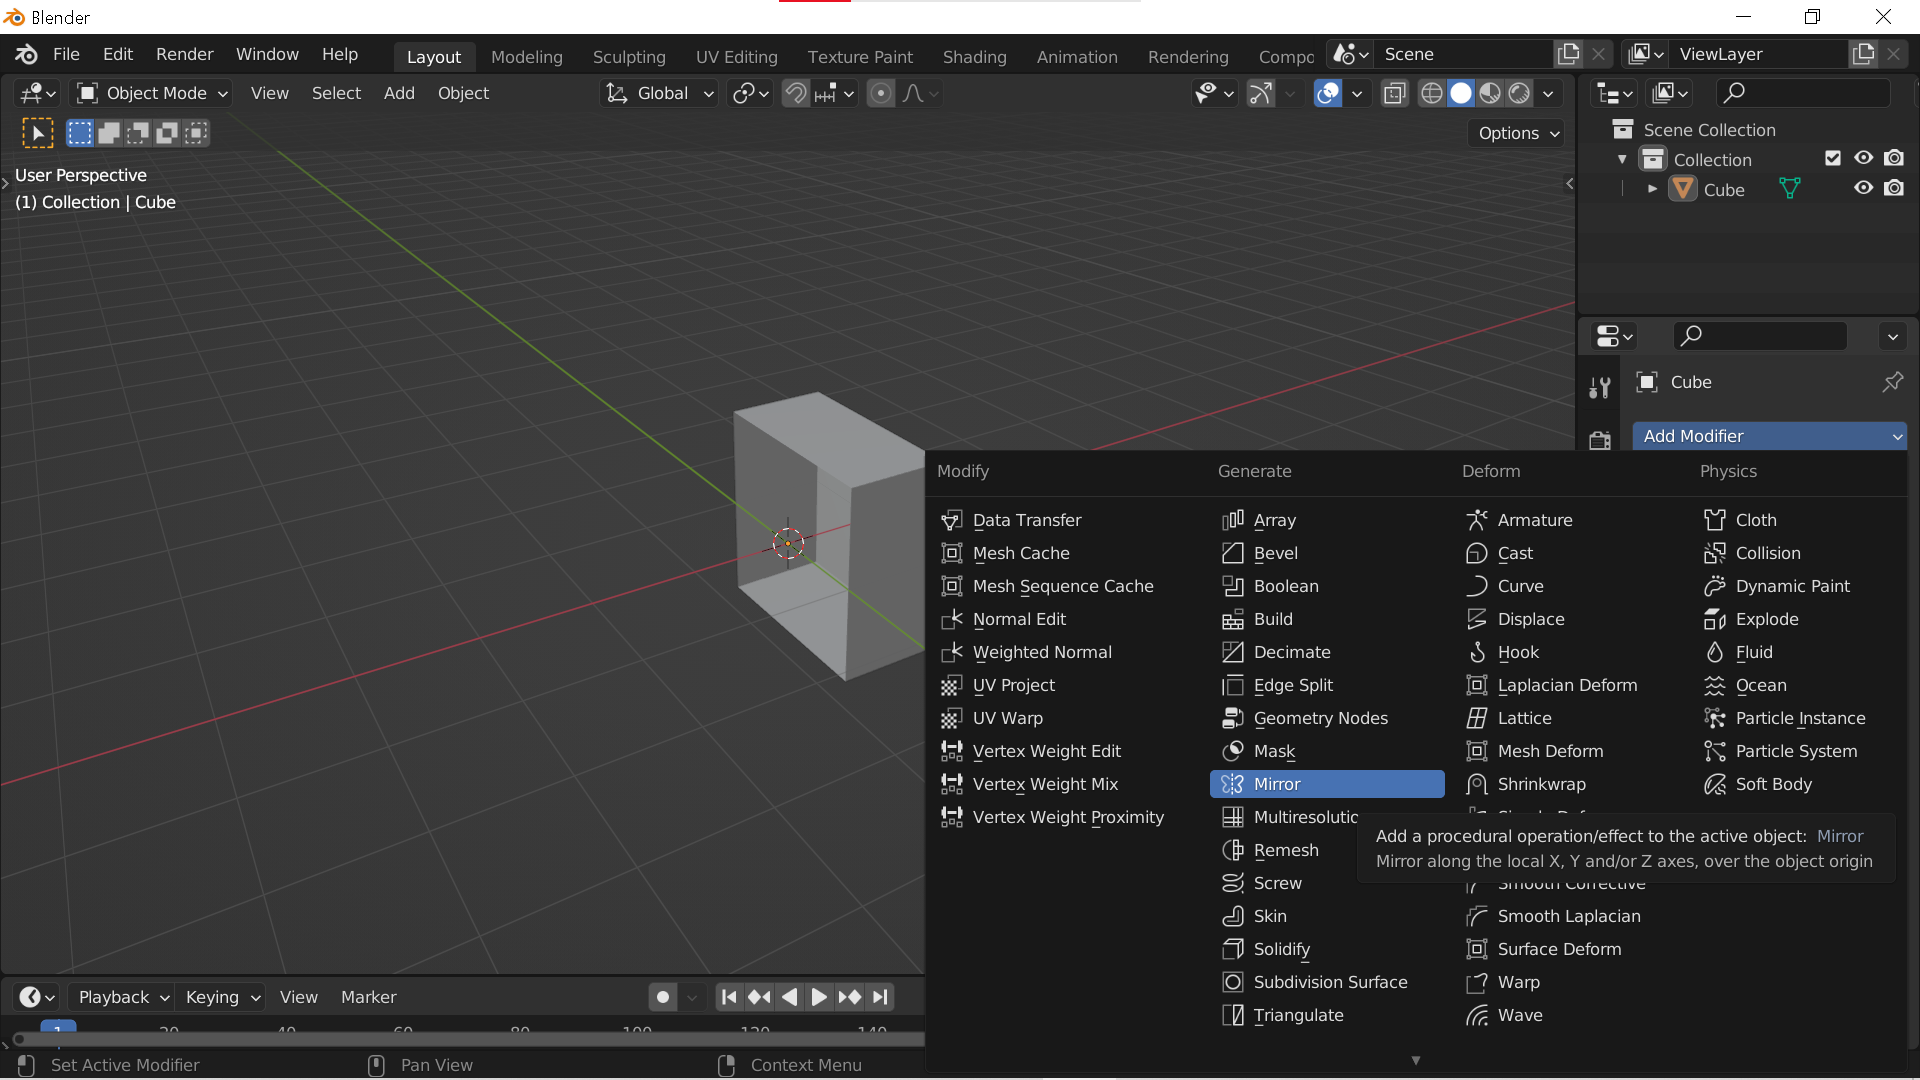 Blender
File Edit Render Window Help Layout Modeling Sculpting UV Editing Texture Paint Shading Animation Rendering Compo Scene ViewLayer
Object Mode View Select Add Object Global
Options
User Perspective
(1) Collection | Cube
Scene Collection
Collection
Cube
Cube
Add Modifier
Modify Generate Deform Physics
Data Transfer Array Armature Cloth
Mesh Cache Bevel Cast Collision
Mesh Sequence Cache Boolean Curve Dynamic Paint
Normal Edit Build Displace Explode
Weighted Normal Decimate Hook Fluid
UV Project Edge Split Laplacian Deform Ocean
UV Warp Geometry Nodes Lattice Particle Instance
Vertex Weight Edit Mask Mesh Deform Particle System
Vertex Weight Mix Mirror Shrinkwrap Soft Body
Vertex Weight Proximity Multiresolutio
Add a procedural operation/effect to the active object: Mirror
Mirror along the local X, Y and/or Z axes, over the object origin
Remesh
Screw Smooth Corrective
Skin Smooth Laplacian
Solidify Surface Deform
Subdivision Surface Warp
Triangulate Wave
Playback Keying View Marker
1 20 40 60 80 100 120 140
Set Active Modifier Pan View Context Menu